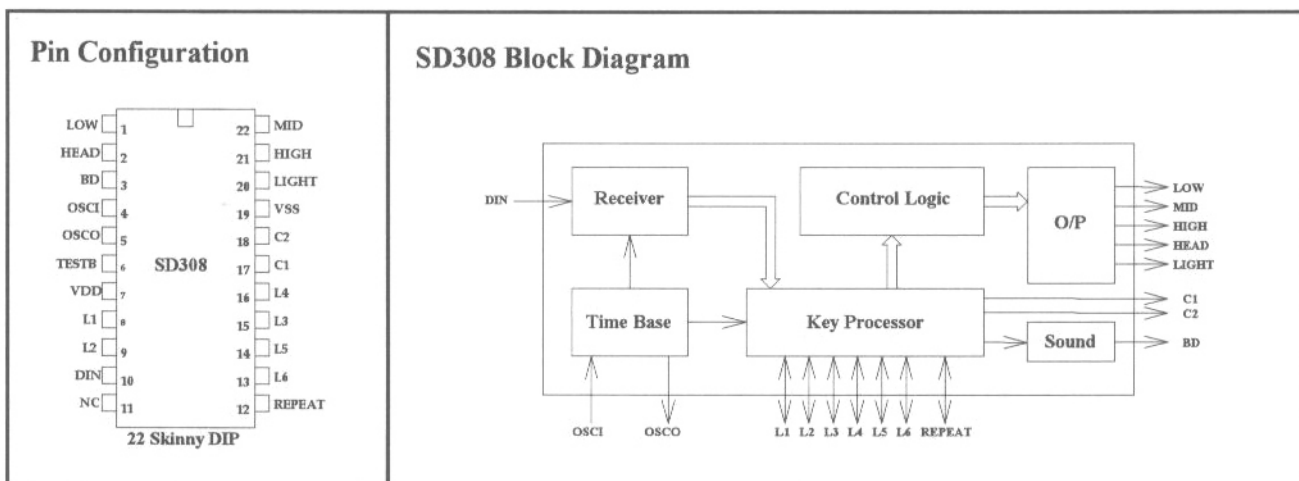 Pin Configuration
LOW 1 22 MID
HEAD 2 21 HIGH
BD 3 20 LIGHT
OSCI 4 19 VSS
OSCO 5 18 C2
TESTB 6 SD308 17 C1
VDD 7 16 L4
L1 8 15 L3
L2 9 14 L5
DIN 10 13 L6
NC 11 12 REPEAT
22 Skinny DIP
SD308 Block Diagram
DIN
Receiver
Control Logic
O/P
LOW
MID
HIGH
HEAD
LIGHT
Time Base
Key Processor
C1
C2
Sound
BD
OSCI OSCO L1 L2 L3 L4 L5 L6 REPEAT